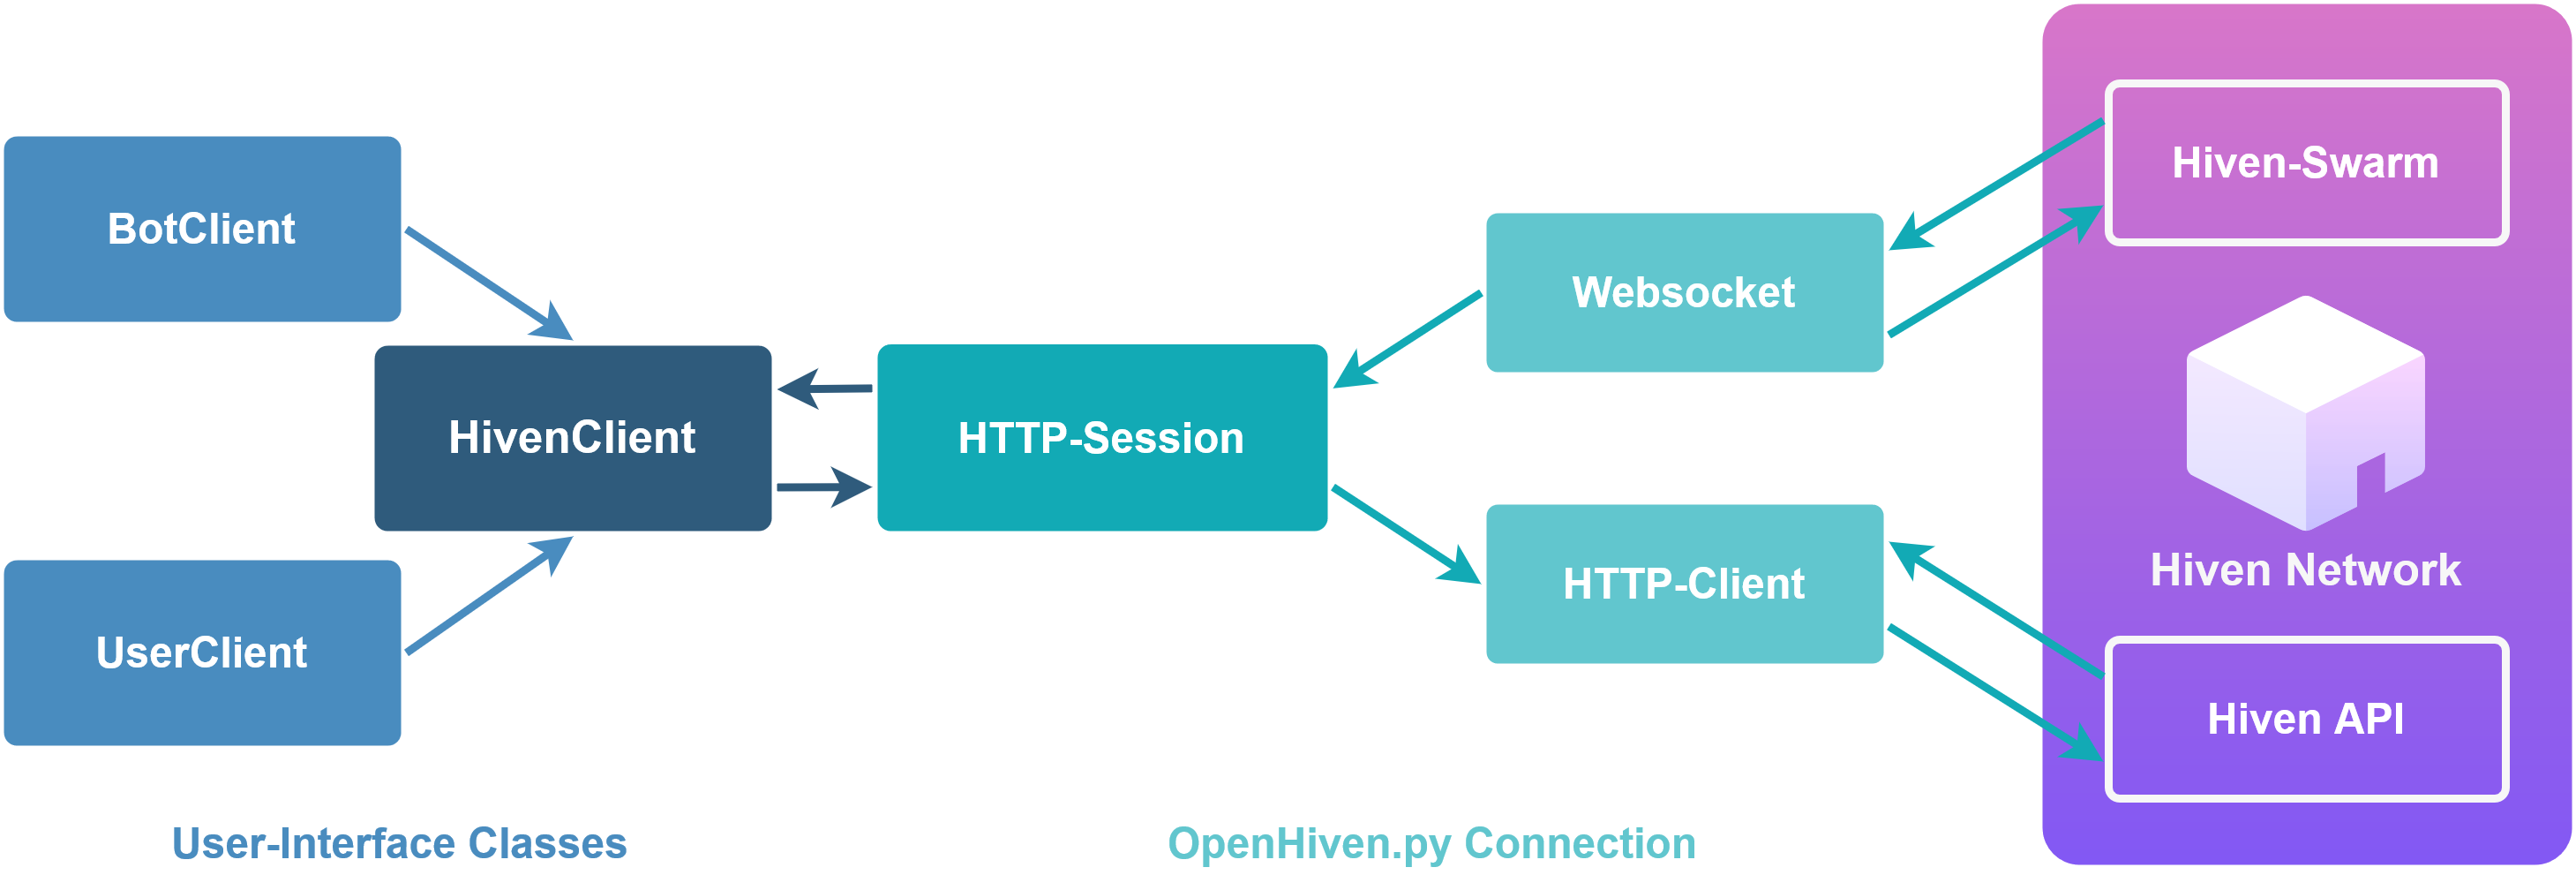 BotClient
UserClient
HivenClient
HTTP-Session
Websocket
HTTP-Client
Hiven-Swarm
Hiven Network
Hiven API
User-Interface Classes
OpenHiven.py Connection